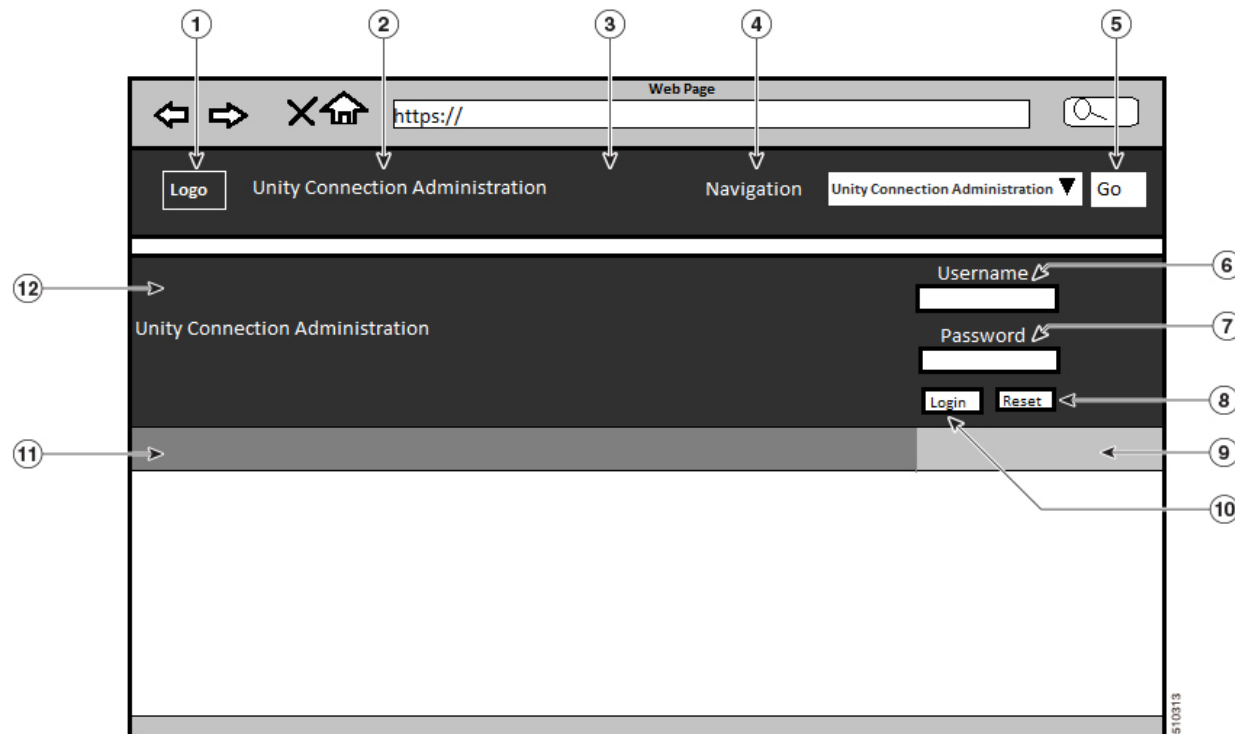 1 2 3 4 5
Web Page
https://
Logo Unity Connection Administration Navigation Unity Connection Administration Go
Username 6
12
Unity Connection Administration
Password 7
Login Reset 8
11 9
10
510313